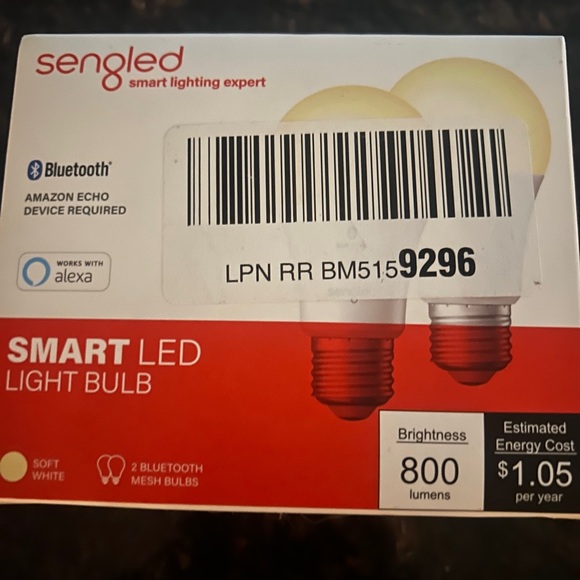 sengled
smart lighting expert
Bluetooth®
AMAZON ECHO
DEVICE REQUIRED
WORKS WITH
alexa
LPN RR BM5159296
SMART LED
LIGHT BULB
SOFT
WHITE
2 BLUETOOTH
MESH BULBS
Brightness
800
lumens
Estimated
Energy Cost
$1.05
per year